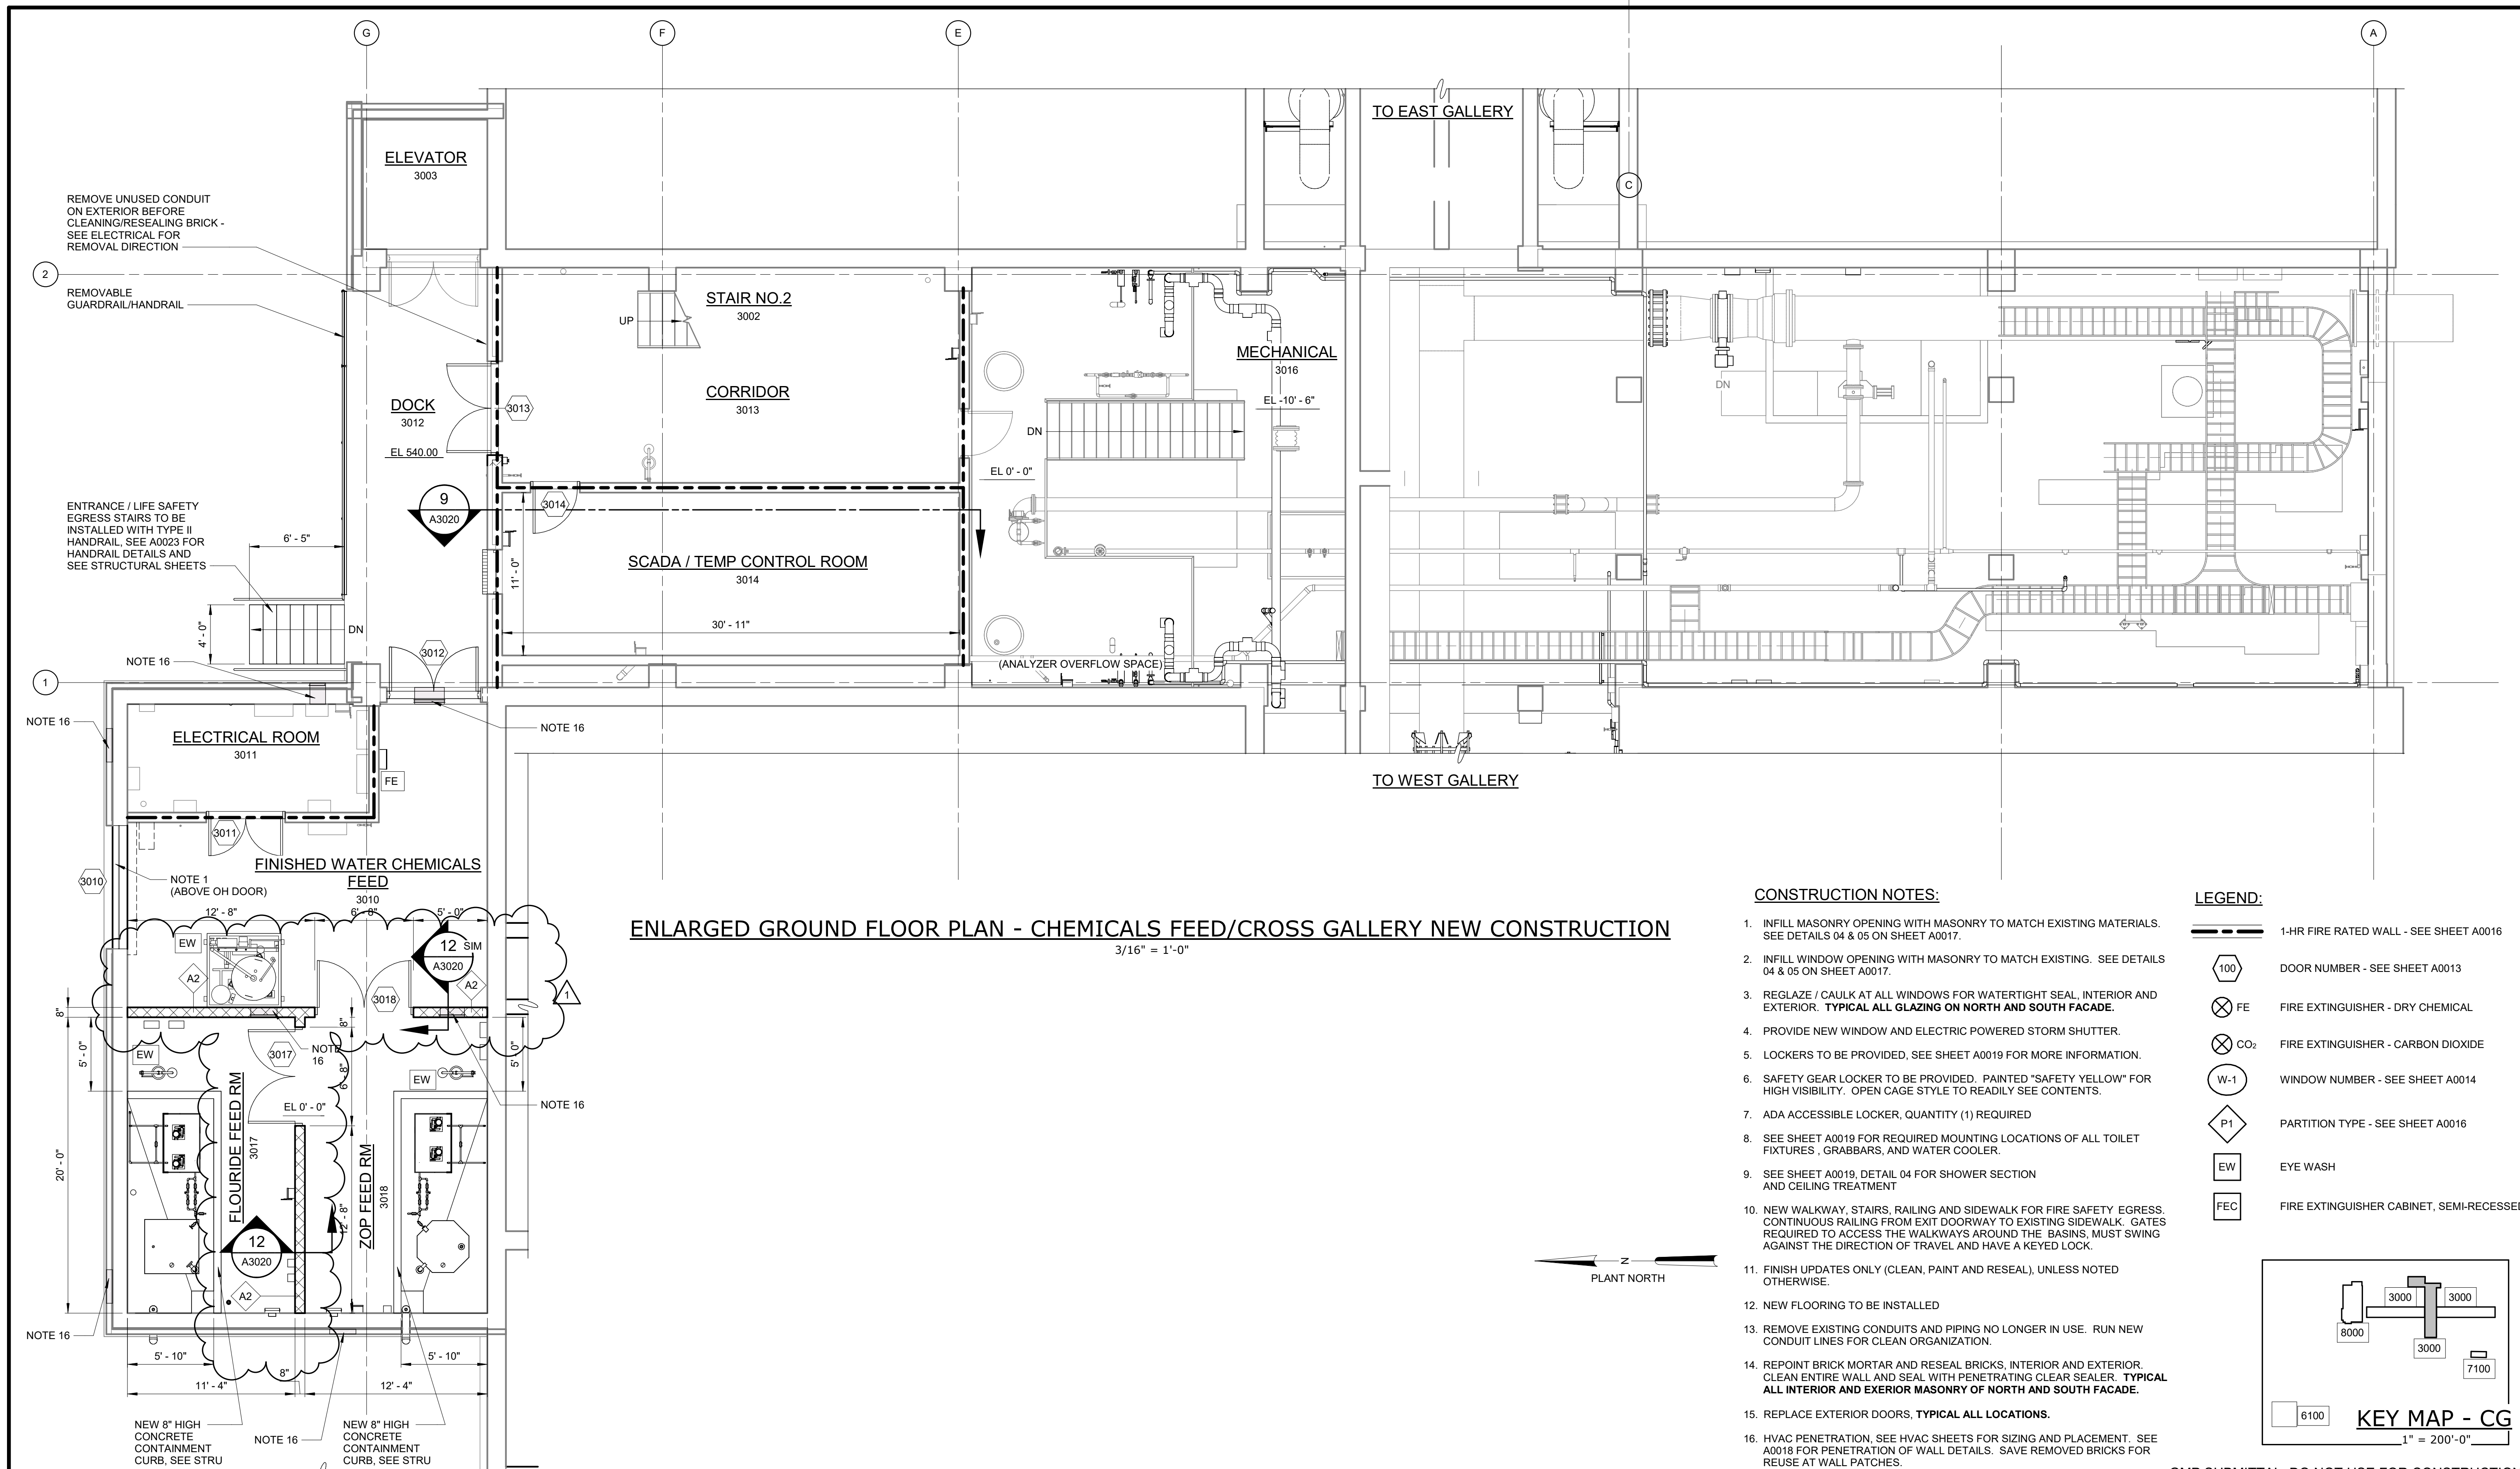 G
F
E
C
A
2
1
TO EAST GALLERY
ELEVATOR
3003
REMOVE UNUSED CONDUIT
ON EXTERIOR BEFORE
CLEANING/RESEALING BRICK -
SEE ELECTRICAL FOR
REMOVAL DIRECTION
REMOVABLE
GUARDRAIL/HANDRAIL
STAIR NO.2
3002
UP
MECHANICAL
3016
EL -10' - 6"
DN
DOCK
3012
EL 540.00
3013
CORRIDOR
3013
DN
EL 0' - 0"
9
A3020
3014
ENTRANCE / LIFE SAFETY
EGRESS STAIRS TO BE
INSTALLED WITH TYPE II
HANDRAIL, SEE A0023 FOR
HANDRAIL DETAILS AND
SEE STRUCTURAL SHEETS
6' - 5"
11' - 0"
SCADA / TEMP CONTROL ROOM
3014
30' - 11"
4' - 0"
DN
3012
NOTE 16
(ANALYZER OVERFLOW SPACE)
NOTE 16
NOTE 16
ELECTRICAL ROOM
3011
FE
TO WEST GALLERY
3011
FINISHED WATER CHEMICALS
FEED
3010
3010
NOTE 1
(ABOVE OH DOOR)
12' - 8"
6' - 8"
5' - 0"
EW
A2
12
SIM
A3020
A2
3018
1
8"
8"
5' - 0"
EW
3017
NOTE
16
6' - 8"
EW
5' - 0"
NOTE 16
EL 0' - 0"
FLOURIDE FEED RM
3017
ZOP FEED RM
3018
20' - 0"
12' - 8"
12
A3020
A2
NOTE 16
5' - 10"
5' - 10"
8"
11' - 4"
12' - 4"
NEW 8" HIGH
CONCRETE
CONTAINMENT
CURB, SEE STRU
NOTE 16
NEW 8" HIGH
CONCRETE
CONTAINMENT
CURB, SEE STRU
ENLARGED GROUND FLOOR PLAN - CHEMICALS FEED/CROSS GALLERY NEW CONSTRUCTION
3/16" = 1'-0"
N
PLANT NORTH
CONSTRUCTION NOTES:
1. INFILL MASONRY OPENING WITH MASONRY TO MATCH EXISTING MATERIALS.
SEE DETAILS 04 & 05 ON SHEET A0017.
2. INFILL WINDOW OPENING WITH MASONRY TO MATCH EXISTING. SEE DETAILS
04 & 05 ON SHEET A0017.
3. REGLAZE / CAULK AT ALL WINDOWS FOR WATERTIGHT SEAL, INTERIOR AND
EXTERIOR. TYPICAL ALL GLAZING ON NORTH AND SOUTH FACADE.
4. PROVIDE NEW WINDOW AND ELECTRIC POWERED STORM SHUTTER.
5. LOCKERS TO BE PROVIDED, SEE SHEET A0019 FOR MORE INFORMATION.
6. SAFETY GEAR LOCKER TO BE PROVIDED. PAINTED "SAFETY YELLOW" FOR
HIGH VISIBILITY. OPEN CAGE STYLE TO READILY SEE CONTENTS.
7. ADA ACCESSIBLE LOCKER, QUANTITY (1) REQUIRED
8. SEE SHEET A0019 FOR REQUIRED MOUNTING LOCATIONS OF ALL TOILET
FIXTURES , GRABBARS, AND WATER COOLER.
9. SEE SHEET A0019, DETAIL 04 FOR SHOWER SECTION
AND CEILING TREATMENT
10. NEW WALKWAY, STAIRS, RAILING AND SIDEWALK FOR FIRE SAFETY EGRESS.
CONTINUOUS RAILING FROM EXIT DOORWAY TO EXISTING SIDEWALK. GATES
REQUIRED TO ACCESS THE WALKWAYS AROUND THE BASINS, MUST SWING
AGAINST THE DIRECTION OF TRAVEL AND HAVE A KEYED LOCK.
11. FINISH UPDATES ONLY (CLEAN, PAINT AND RESEAL), UNLESS NOTED
OTHERWISE.
12. NEW FLOORING TO BE INSTALLED
13. REMOVE EXISTING CONDUITS AND PIPING NO LONGER IN USE. RUN NEW
CONDUIT LINES FOR CLEAN ORGANIZATION.
14. REPOINT BRICK MORTAR AND RESEAL BRICKS, INTERIOR AND EXTERIOR.
CLEAN ENTIRE WALL AND SEAL WITH PENETRATING CLEAR SEALER. TYPICAL
ALL INTERIOR AND EXERIOR MASONRY OF NORTH AND SOUTH FACADE.
15. REPLACE EXTERIOR DOORS, TYPICAL ALL LOCATIONS.
16. HVAC PENETRATION, SEE HVAC SHEETS FOR SIZING AND PLACEMENT. SEE
A0018 FOR PENETRATION OF WALL DETAILS. SAVE REMOVED BRICKS FOR
REUSE AT WALL PATCHES.
LEGEND:
1-HR FIRE RATED WALL - SEE SHEET A0016
100 DOOR NUMBER - SEE SHEET A0013
FE FIRE EXTINGUISHER - DRY CHEMICAL
CO2 FIRE EXTINGUISHER - CARBON DIOXIDE
W-1 WINDOW NUMBER - SEE SHEET A0014
P1 PARTITION TYPE - SEE SHEET A0016
EW EYE WASH
FEC FIRE EXTINGUISHER CABINET, SEMI-RECESSED
3000
3000
8000
3000
7100
6100
KEY MAP - CG
1" = 200'-0"